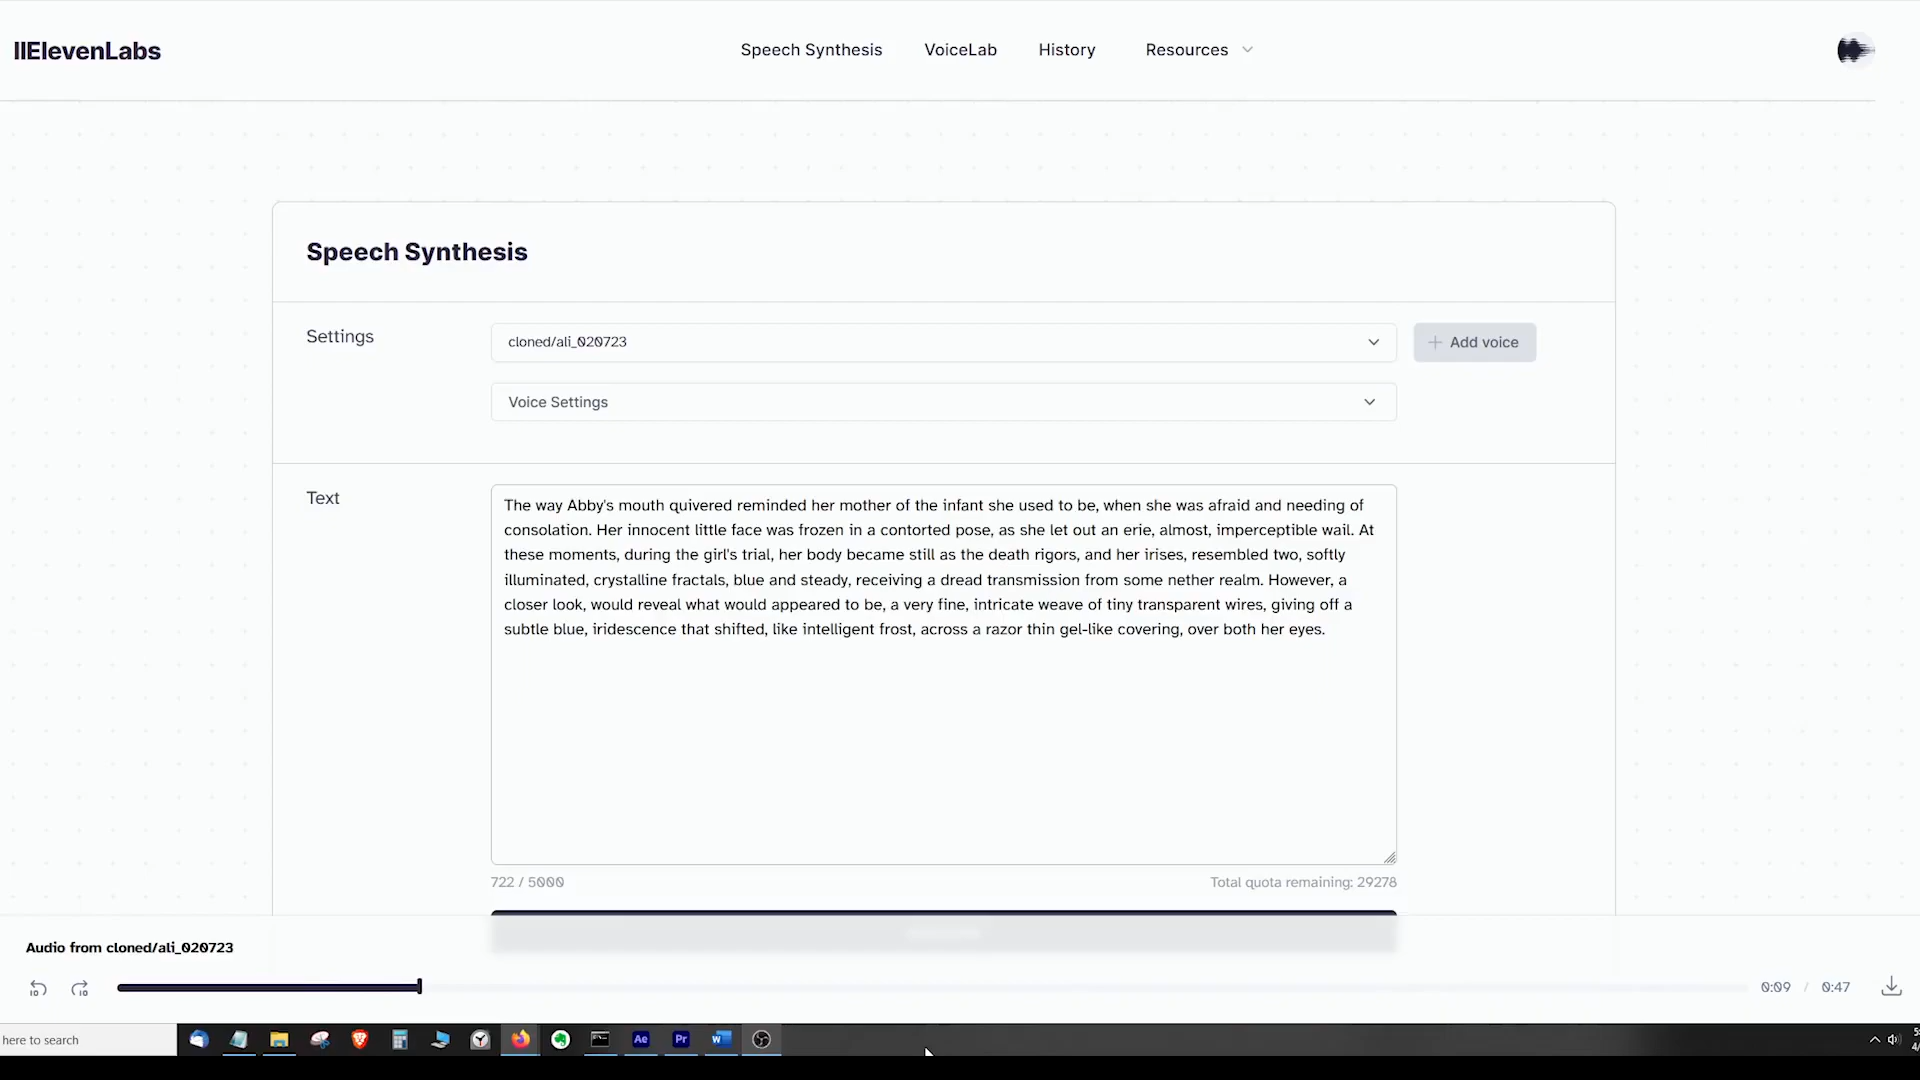 IIElevenLabs
Speech Synthesis
VoiceLab
History
Resources
Speech Synthesis
Settings
cloned/ali_020723
+ Add voice
Voice Settings
Text
The way Abby's mouth quivered reminded her mother of the infant she used to be, when she was afraid and needing of
consolation. Her innocent little face was frozen in a contorted pose, as she let out an erie, almost, imperceptible wail. At
these moments, during the girl's trial, her body became still as the death rigors, and her irises, resembled two, softly
illuminated, crystalline fractals, blue and steady, receiving a dread transmission from some nether realm. However, a
closer look, would reveal what would appeared to be, a very fine, intricate weave of tiny transparent wires, giving off a
subtle blue, iridescence that shifted, like intelligent frost, across a razor thin gel-like covering, over both her eyes.
722 / 5000
Total quota remaining: 29278
Audio from cloned/ali_020723
10
10
0:09 / 0:47
here to search
Ae
Pr
W